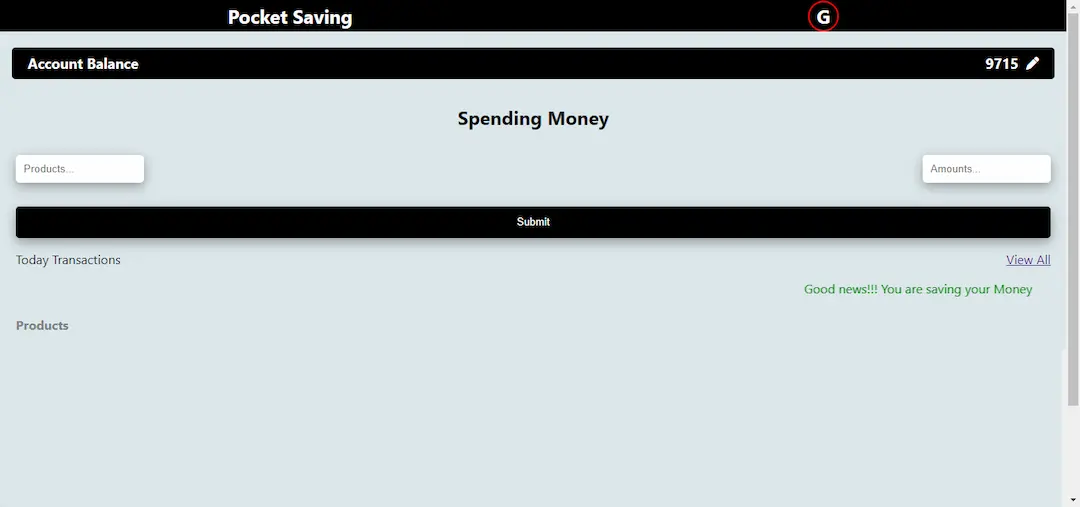 Pocket Saving
G
Account Balance 9715
Spending Money
Products... Amounts...
Submit
Today Transactions View All
Good news!!! You are saving your Money
Products